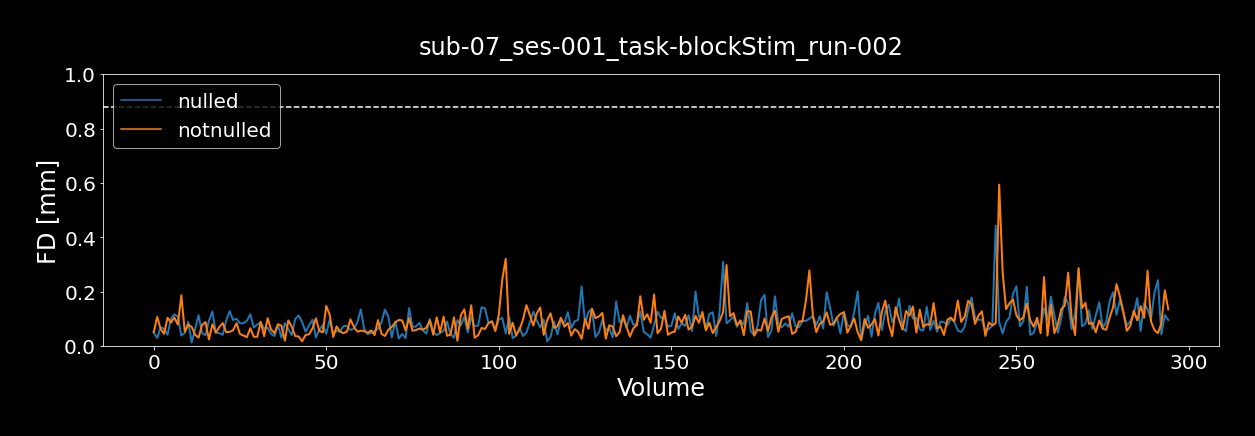 sub-07_ses-001_task-blockStim_run-002
1.0
0.8
0.6
0.4
0.2
0.0
FD [mm]
nulled
notnulled
0 50 100 150 200 250 300
Volume